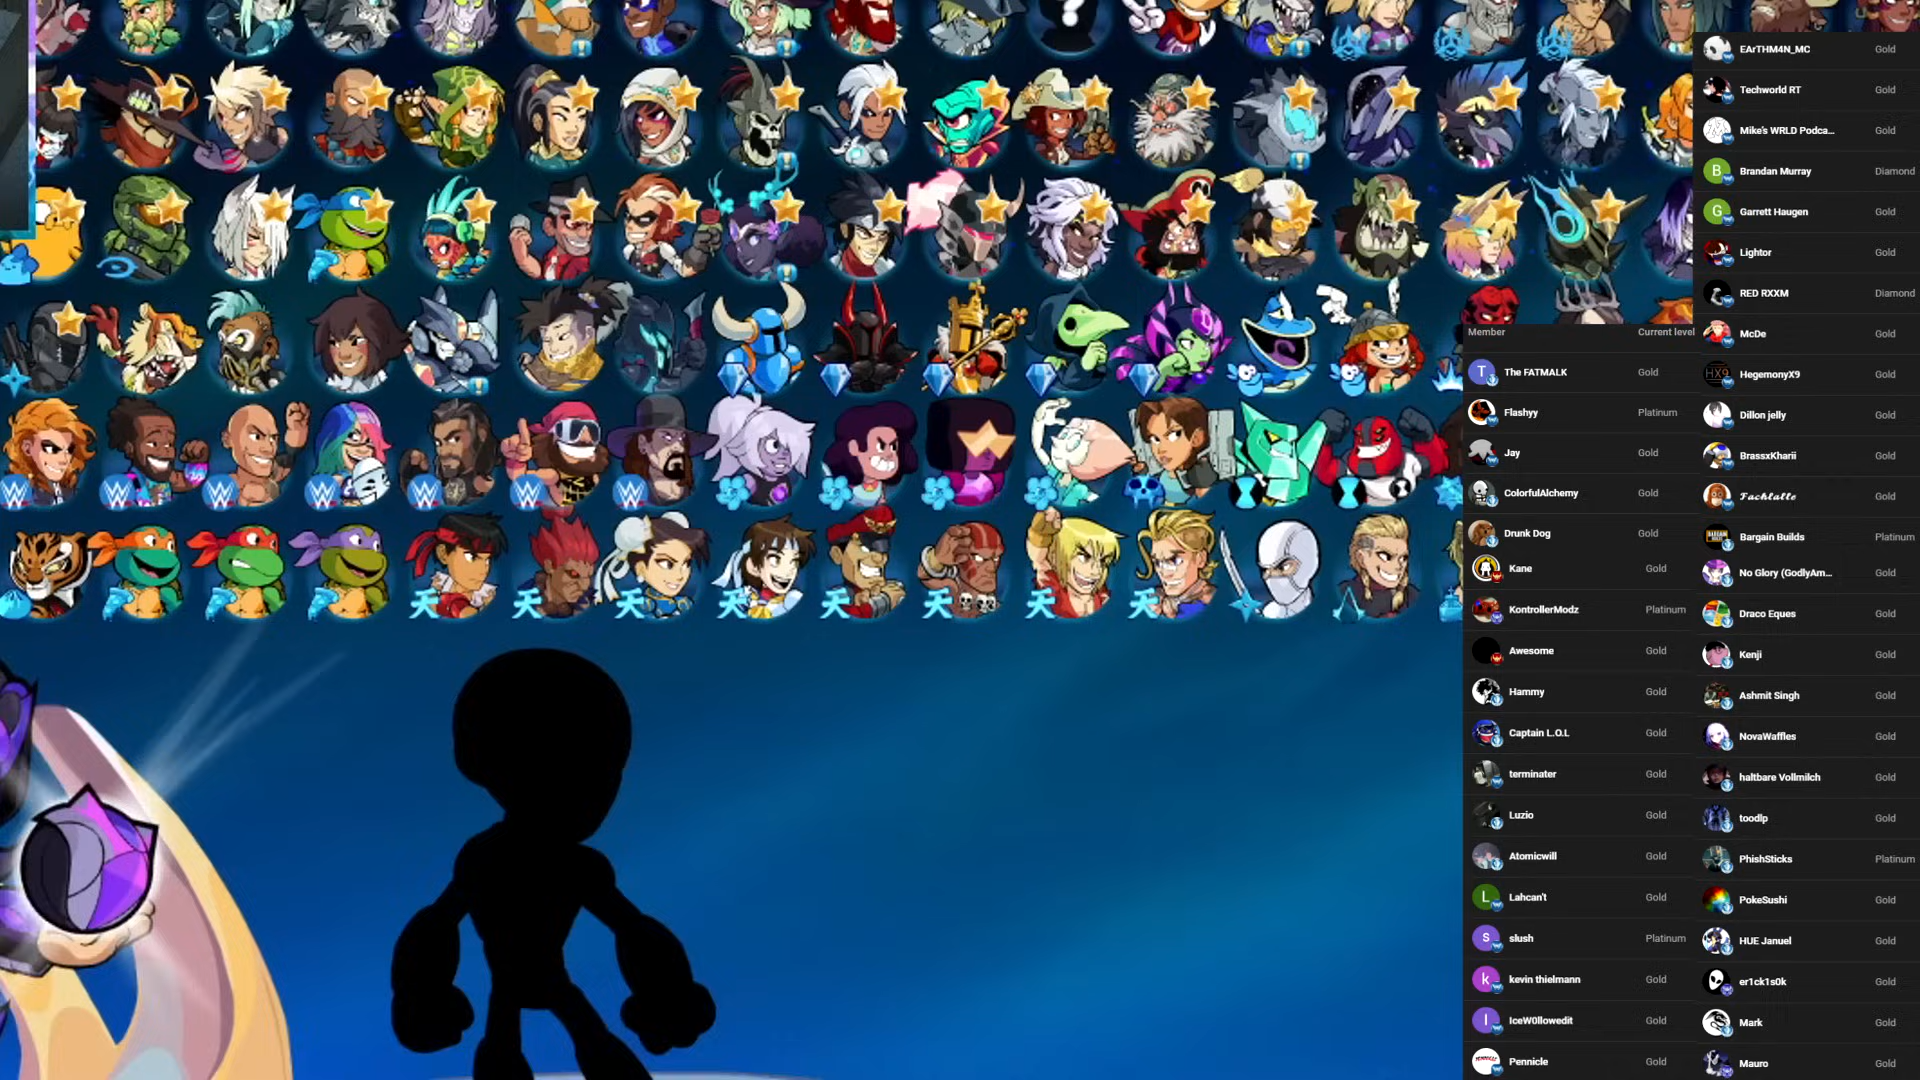 Member Current level
The FATMALK Gold
Flashyy Platinum
Jay Gold
ColorfulAlchemy Gold
Drunk Dog Gold
Kane Gold
KontrollerModz Platinum
Awesome Gold
Hammy Gold
Captain L.O.L Gold
terminater Gold
Luzio Gold
Atomicwill Gold
L Lahcan't Gold
S slush Platinum
k kevin thielmann Gold
I IceW0llowedit Gold
Pennicle Gold
EArTHM4N_MC Gold
Techworld RT Gold
Mike's WRLD Podca... Gold
B Brandan Murray Diamond
G Garrett Haugen Gold
Lightor Gold
RED RXXM Diamond
McDe Gold
HegemonyX9 Gold
Dillon jelly Gold
BrassxKharii Gold
𝓕𝓪𝓬𝓱𝓵𝓪𝓽𝓽𝓮 Gold
Bargain Builds Platinum
No Glory (GodlyAm... Gold
Draco Eques Gold
Kenji Gold
Ashmit Singh Gold
NovaWaffles Gold
haltbare Vollmilch Gold
toodlp Gold
PhishSticks Platinum
PokeSushi Gold
HUE Januel Gold
er1ck1s0k Gold
Mark Gold
Mauro Gold